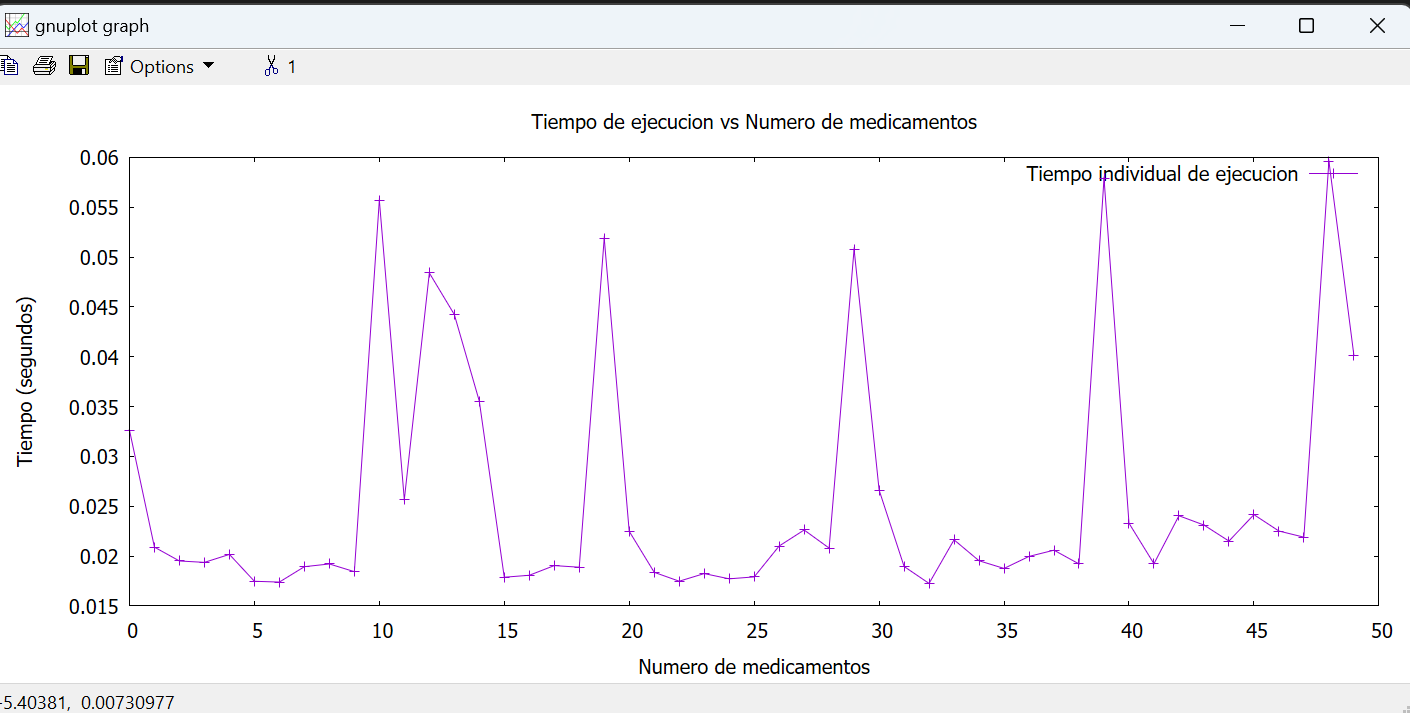 gnuplot graph
Options 1
Tiempo de ejecucion vs Numero de medicamentos
Tiempo individual de ejecucion
0.06
0.055
0.05
0.045
0.04
0.035
0.03
0.025
0.02
0.015
Tiempo (segundos)
0 5 10 15 20 25 30 35 40 45 50
Numero de medicamentos
-5.40381, 0.00730977